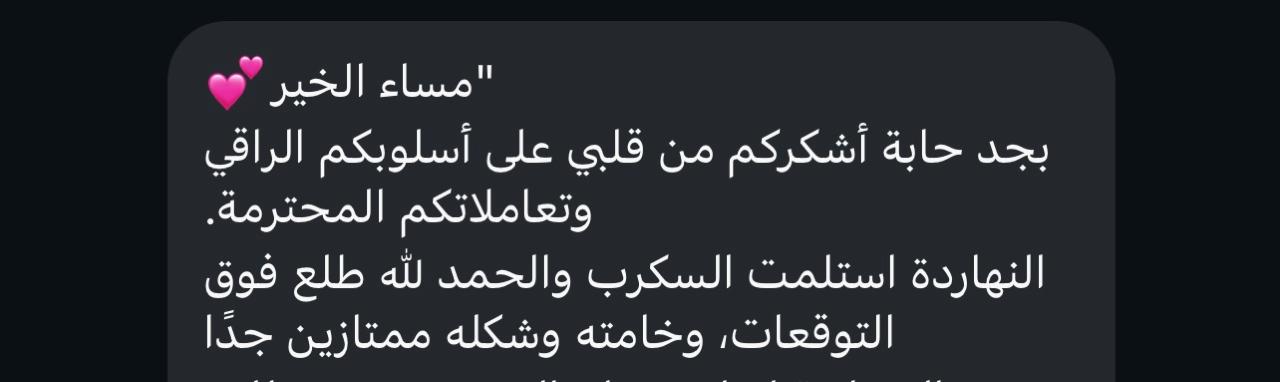 "مساء الخير 💕
بجد حابة أشكركم من قلبي على أسلوبكم الراقي
وتعاملاتكم المحترمة.
النهاردة استلمت السكرب والحمد لله طلع فوق
التوقعات، وخامته وشكله ممتازين جدًا